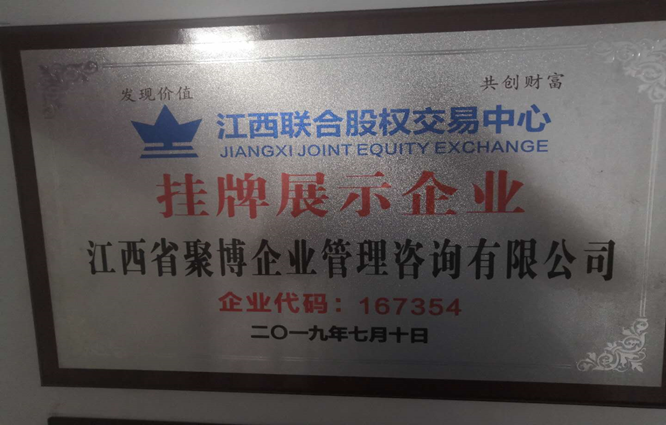 发现价值
共创财富
江西联合股权交易中心
JIANGXI JOINT EQUITY EXCHANGE
挂牌展示企业
江西省聚博企业管理咨询有限公司
企业代码：167354
二〇一九年七月十日